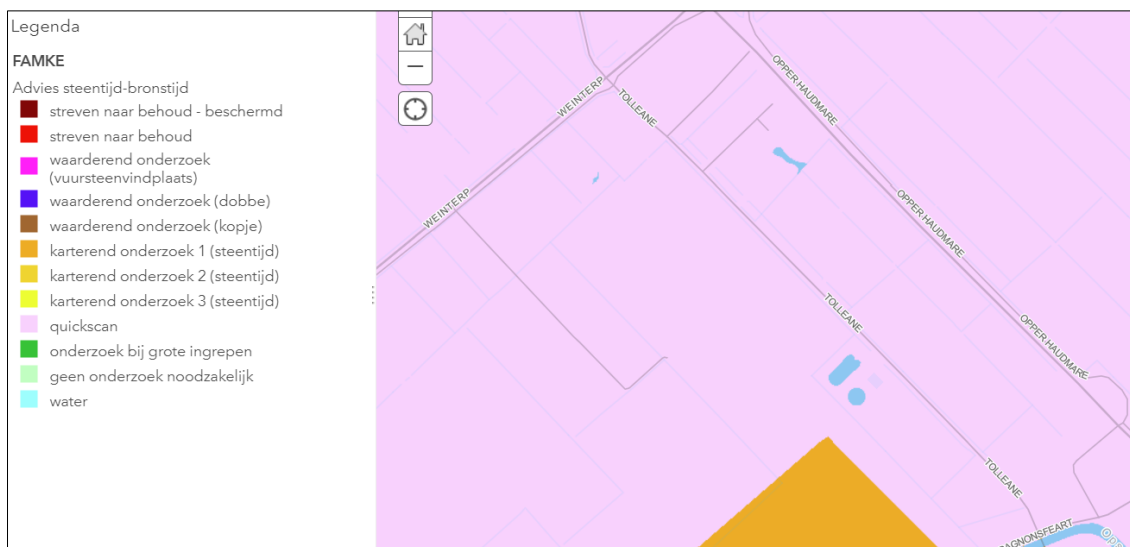 Legenda
FAMKE
Advies steentijd-bronstijd
streven naar behoud - beschermd
streven naar behoud
waarderend onderzoek
(vuursteenvindplaats)
waarderend onderzoek (dobbe)
waarderend onderzoek (kopje)
karterend onderzoek 1 (steentijd)
karterend onderzoek 2 (steentijd)
karterend onderzoek 3 (steentijd)
quickscan
onderzoek bij grote ingrepen
geen onderzoek noodzakelijk
water
WEINTERP
TOLLEANE
OPPER HAUDMARE
WEINTERP
OPPER HAUDMARE
TOLLEANE
OPPER HAUDMARE
TOLLEANE